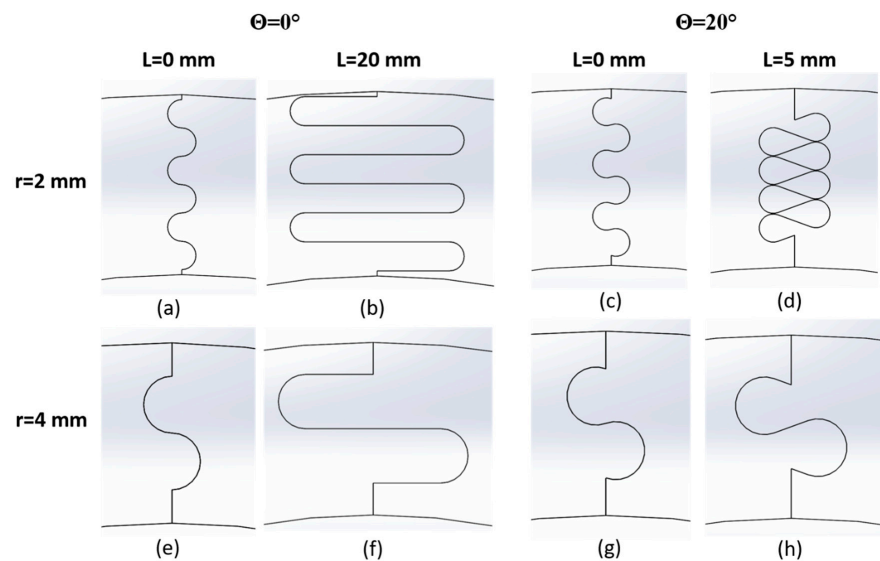 Θ=0° Θ=20°
L=0 mm L=20 mm L=0 mm L=5 mm
r=2 mm
(a) (b) (c) (d)
r=4 mm
(e) (f) (g) (h)